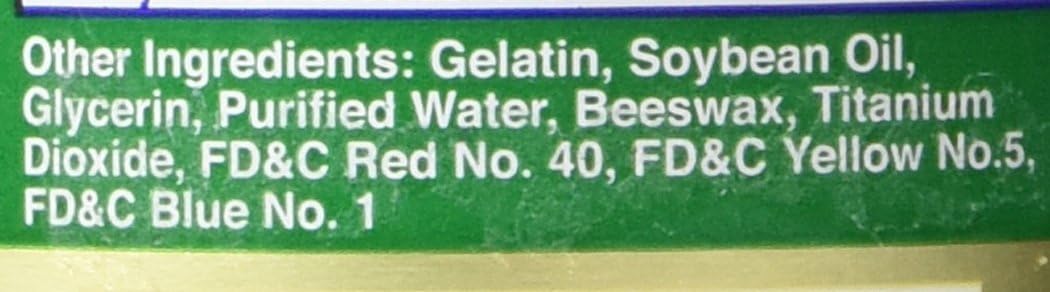 Other Ingredients: Gelatin, Soybean Oil,
Glycerin, Purified Water, Beeswax, Titanium
Dioxide, FD&C Red No. 40, FD&C Yellow No.5,
FD&C Blue No. 1